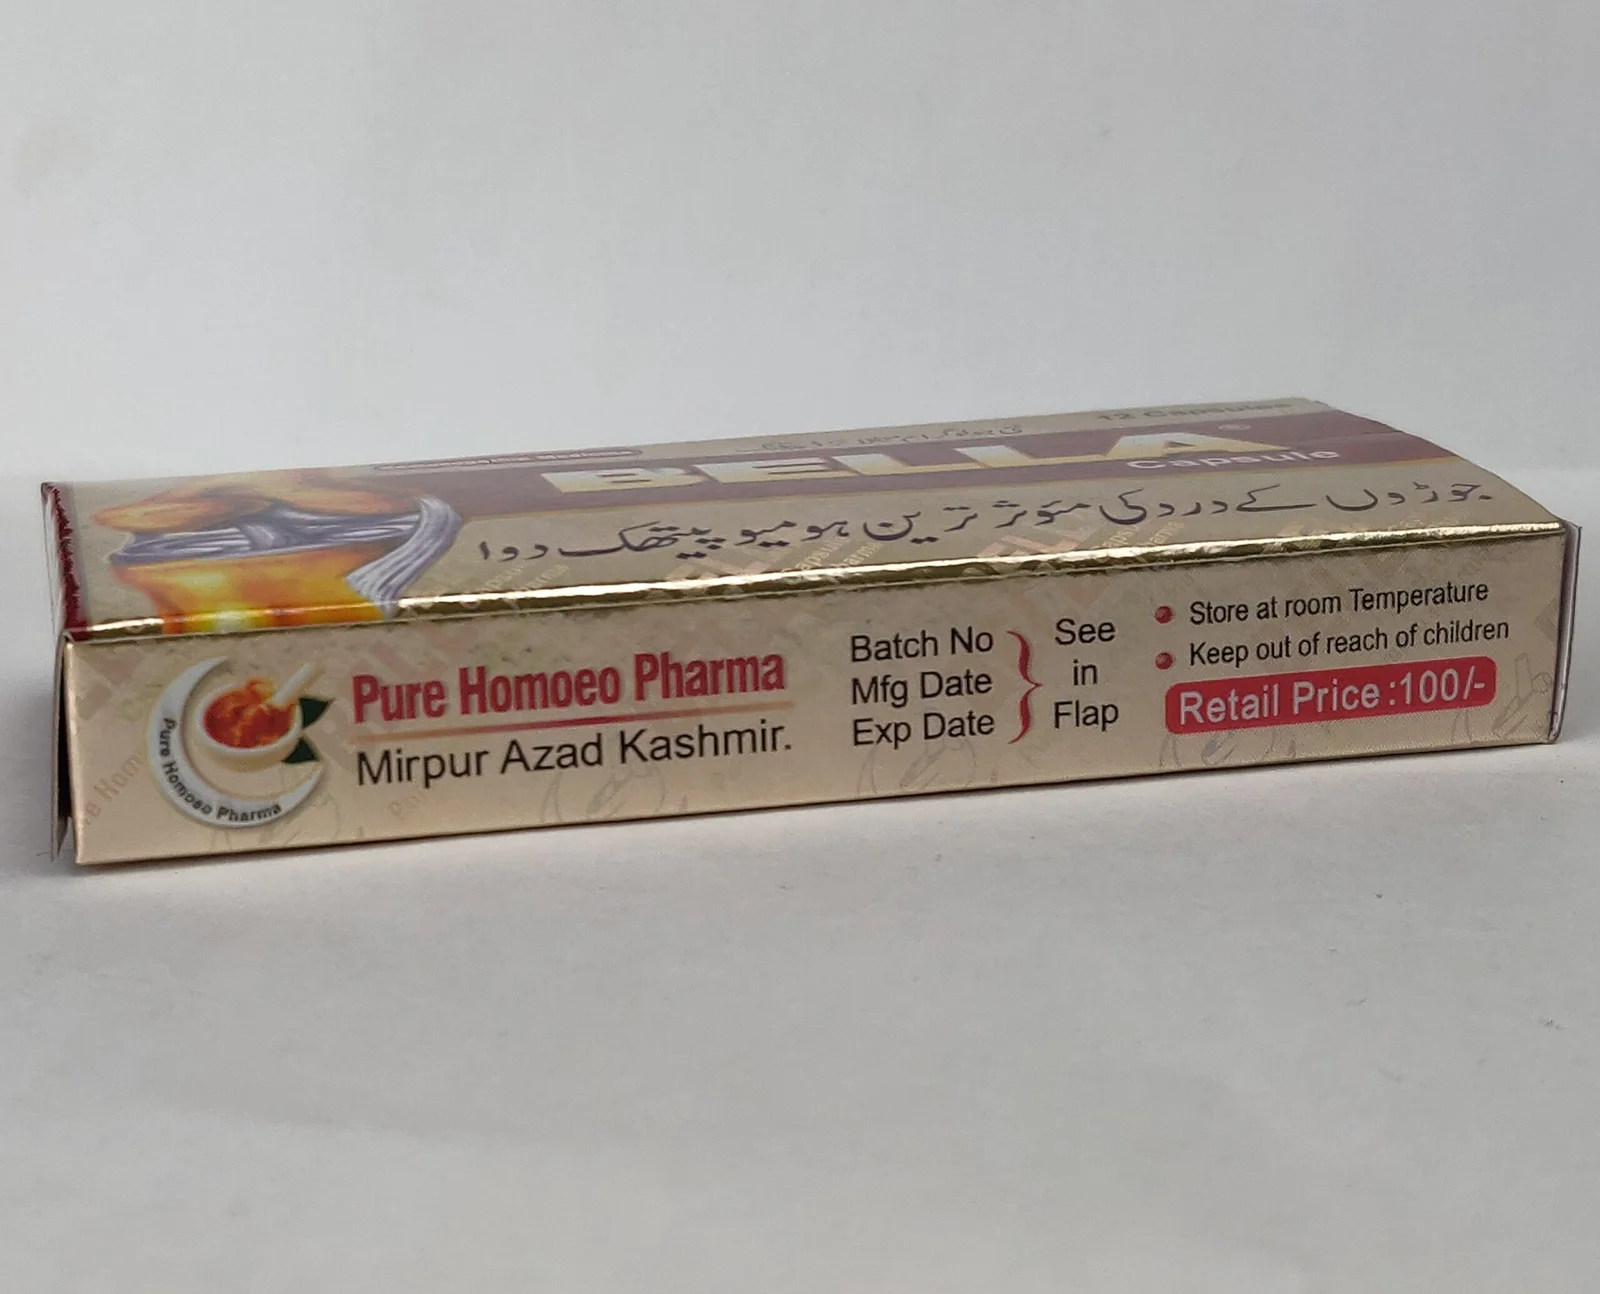 12 Capsules
BELLA®
Capsule
جوڑوں کے درد کی مئوثر ترین ہومیوپیتھک دوا
Pure Homoeo Pharma
Pure Homoeo Pharma
Mirpur Azad Kashmir.
Batch No
Mfg Date
Exp Date
See
in
Flap
Store at room Temperature
Keep out of reach of children
Retail Price :100/-